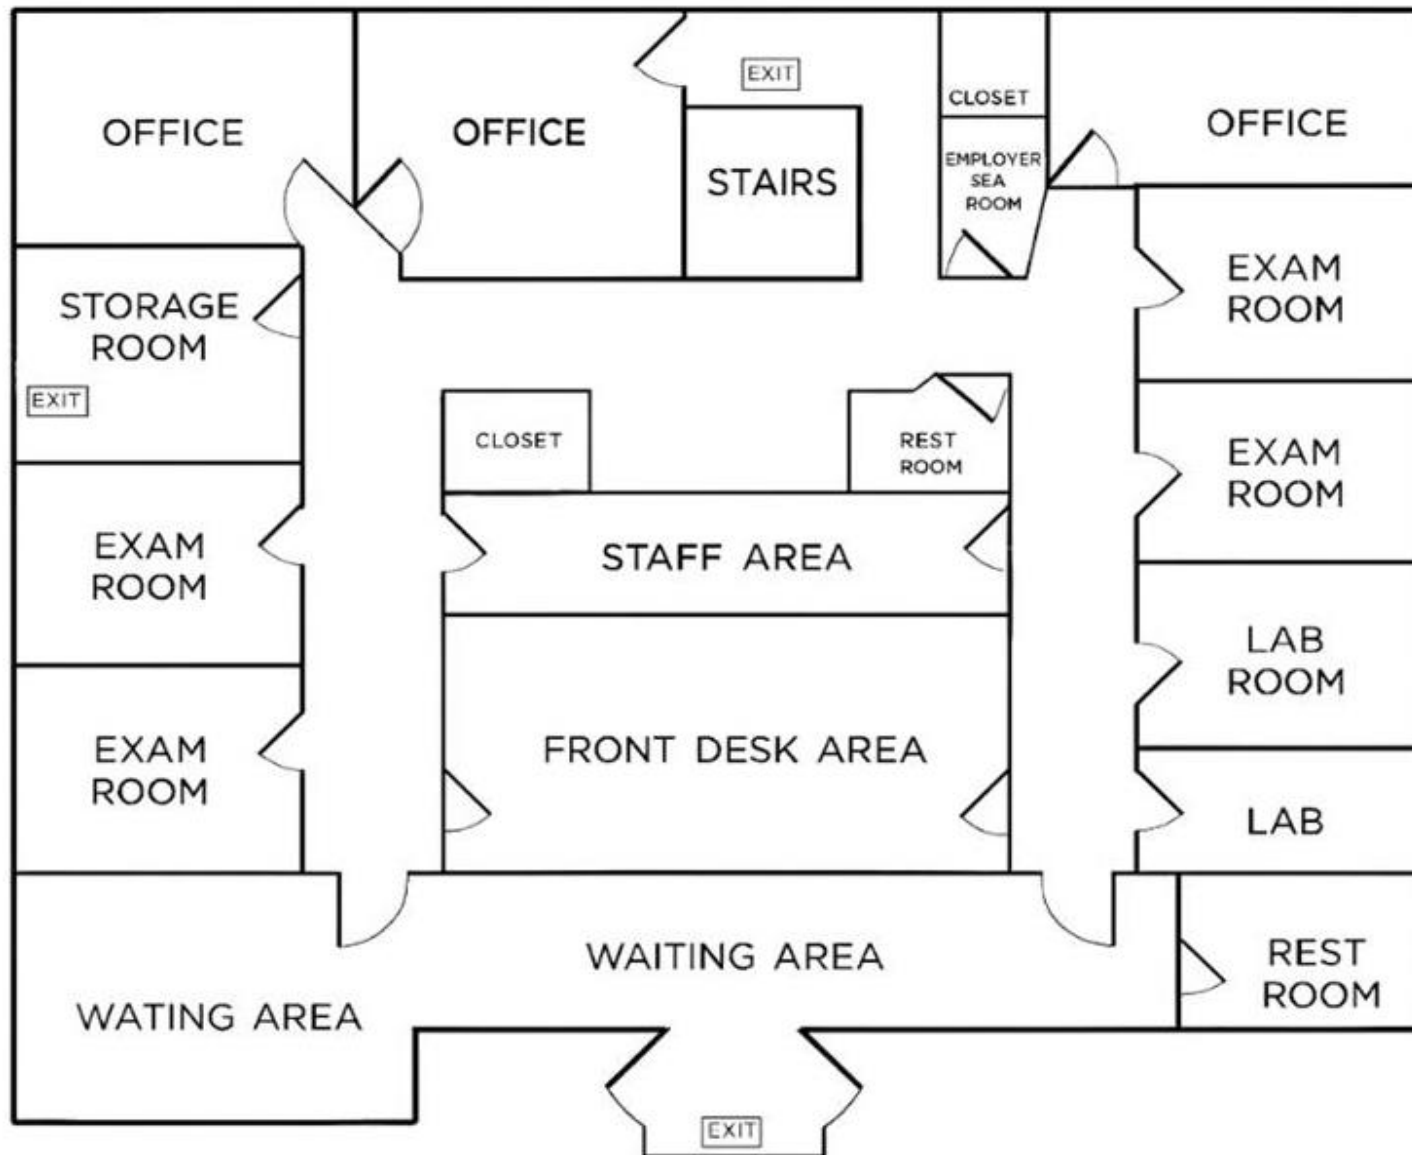 OFFICE
OFFICE
EXIT
STAIRS
CLOSET
EMPLOYER
SEA
ROOM
OFFICE
STORAGE
ROOM
EXIT
EXAM
ROOM
CLOSET
REST
ROOM
EXAM
ROOM
EXAM
ROOM
STAFF AREA
LAB
ROOM
EXAM
ROOM
FRONT DESK AREA
LAB
WATING AREA
WAITING AREA
REST
ROOM
EXIT